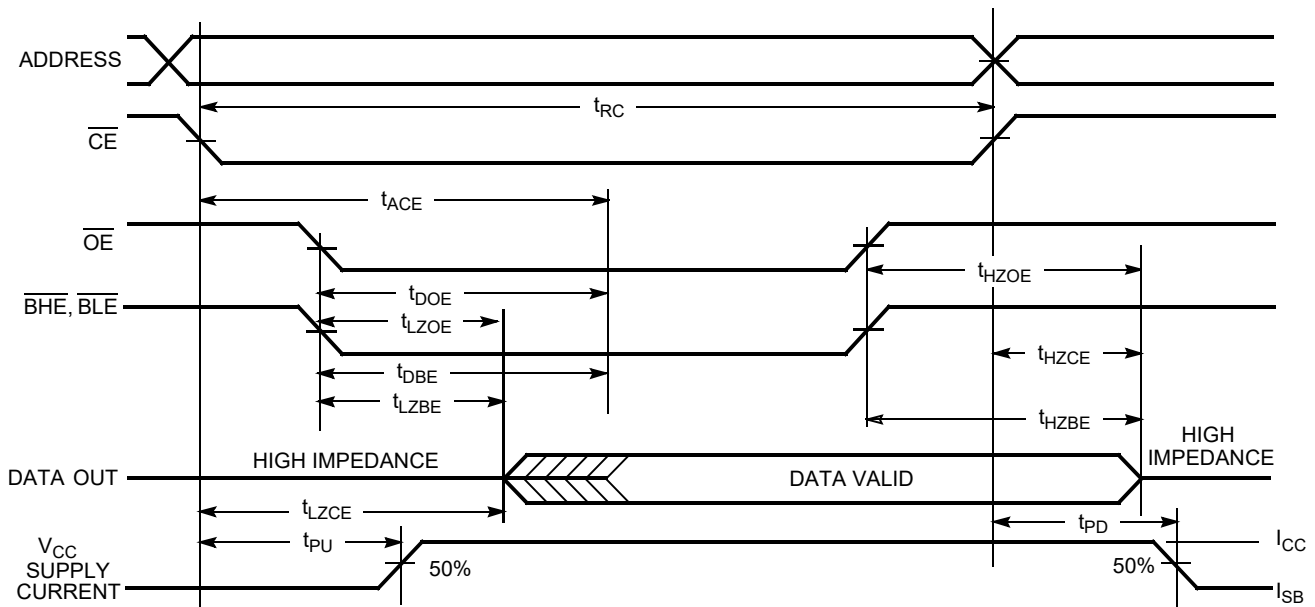 ADDRESS
tRC
CE
tACE
OE
tHZOE
tDOE
BHE, BLE
tLZOE
tHZCE
tDBE
tLZBE
tHZBE
HIGH
IMPEDANCE
HIGH IMPEDANCE
DATA OUT
DATA VALID
tLZCE
tPD
tPU
VCC
SUPPLY
CURRENT
50%
50%
ICC
ISB